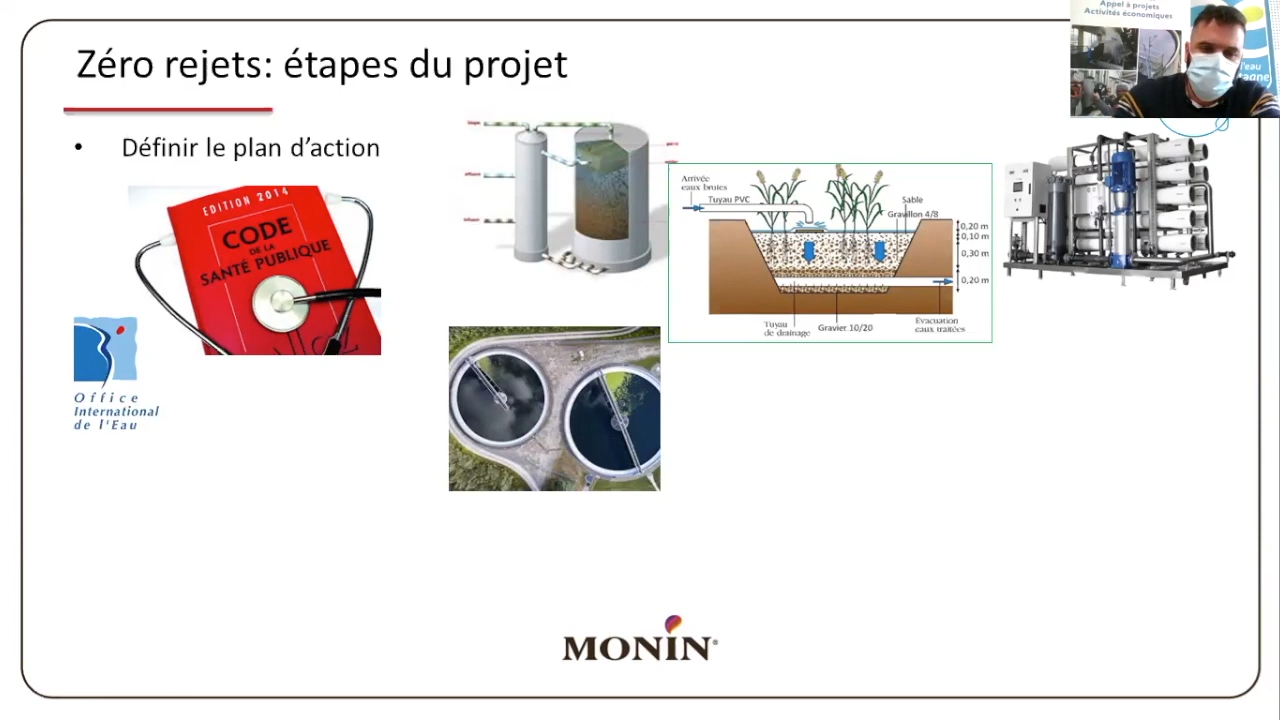 Zéro rejets: étapes du projet
• Définir le plan d’action
EDITION 2014
CODE
DE LA
SANTÉ PUBLIQUE
Office
International
de l'Eau
Arrivée
eaux brutes
Tuyau PVC
Sable
Gravillon 4/8
0,20 m
0,10 m
0,30 m
0,20 m
Tuyau
de drainage
Gravier 10/20
Évacuation
eaux traitées
Appel à projets
Activités économiques
l'eau
MONIN®